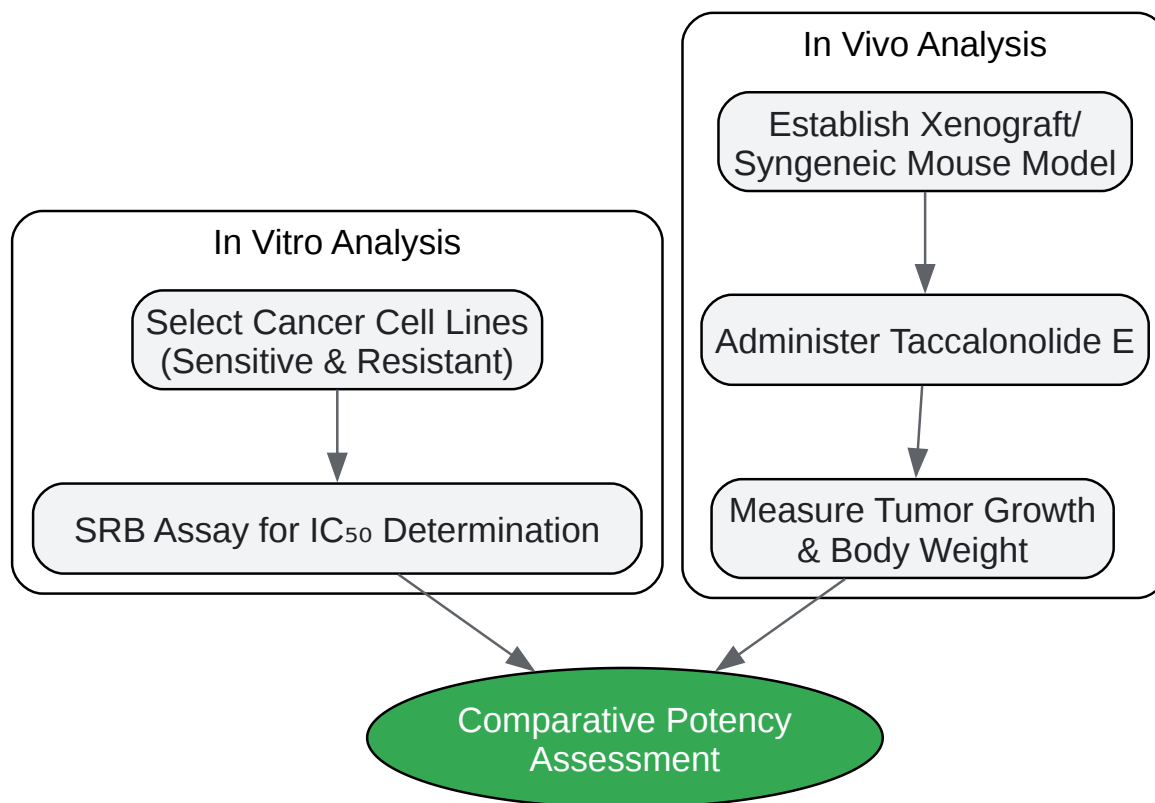 In Vitro Analysis
Select Cancer Cell Lines
(Sensitive & Resistant)
SRB Assay for IC₅₀ Determination
In Vivo Analysis
Establish Xenograft/
Syngeneic Mouse Model
Administer Taccalonolide E
Measure Tumor Growth
& Body Weight
Comparative Potency
Assessment